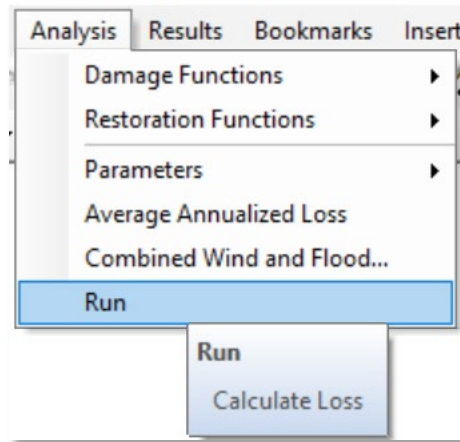 Analysis Results Bookmarks Insert
Damage Functions
Restoration Functions
Parameters
Average Annualized Loss
Combined Wind and Flood...
Run
Run
Calculate Loss